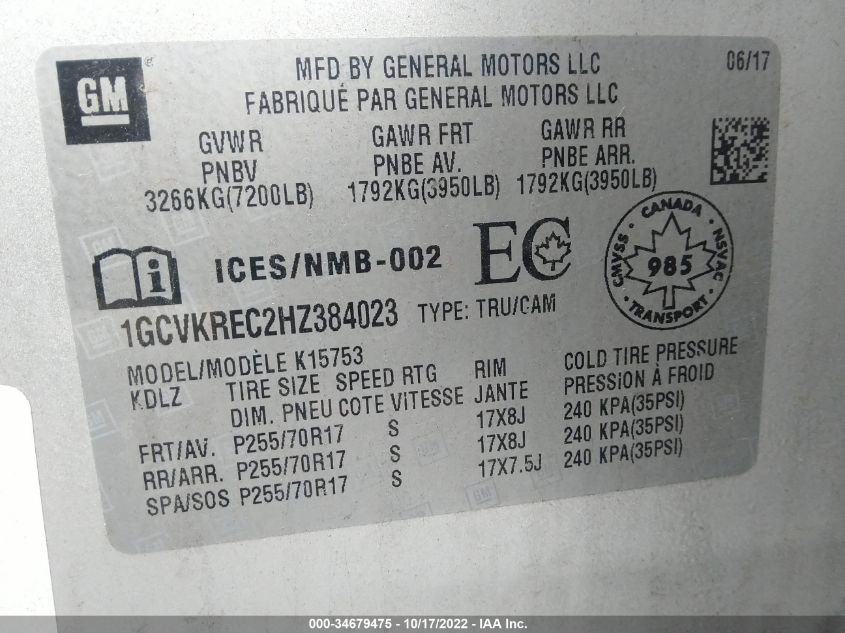 GM
MFD BY GENERAL MOTORS LLC
06/17
FABRIQUÉ PAR GENERAL MOTORS LLC
GVWR GAWR FRT GAWR RR
PNBV PNBE AV. PNBE ARR.
3266KG(7200LB) 1792KG(3950LB) 1792KG(3950LB)
i ICES/NMB-002 EC
CANADA
CMVSS 985 NSVAC
TRANSPORT
1GCVKREC2HZ384023 TYPE: TRU/CAM
MODEL/MODÈLE K15753
KDLZ TIRE SIZE SPEED RTG RIM COLD TIRE PRESSURE
DIM. PNEU COTE VITESSE JANTE PRESSION À FROID
FRT/AV. P255/70R17 S 17X8J 240 KPA(35PSI)
RR/ARR. P255/70R17 S 17X8J 240 KPA(35PSI)
SPA/SOS P255/70R17 S 17X7.5J 240 KPA(35PSI)
000-34679475 - 10/17/2022 - IAA Inc.